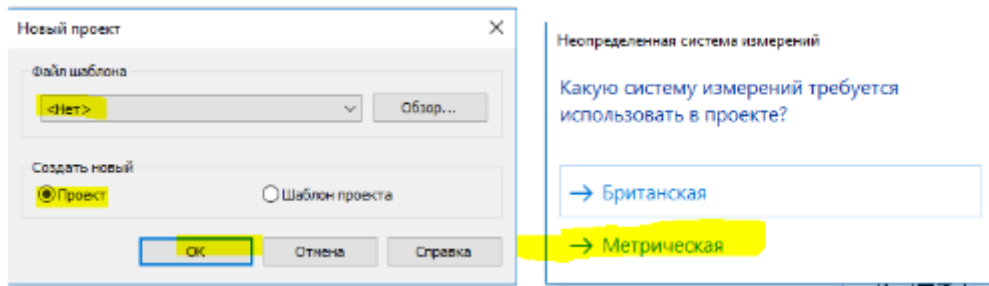 Новый проект
Файл шаблона
<Нет>
Обзор...
Создать новый
Проект
Шаблон проекта
ОК
Отмена
Справка
Неопределенная система измерений
Какую систему измерений требуется
использовать в проекте?
Британская
Метрическая